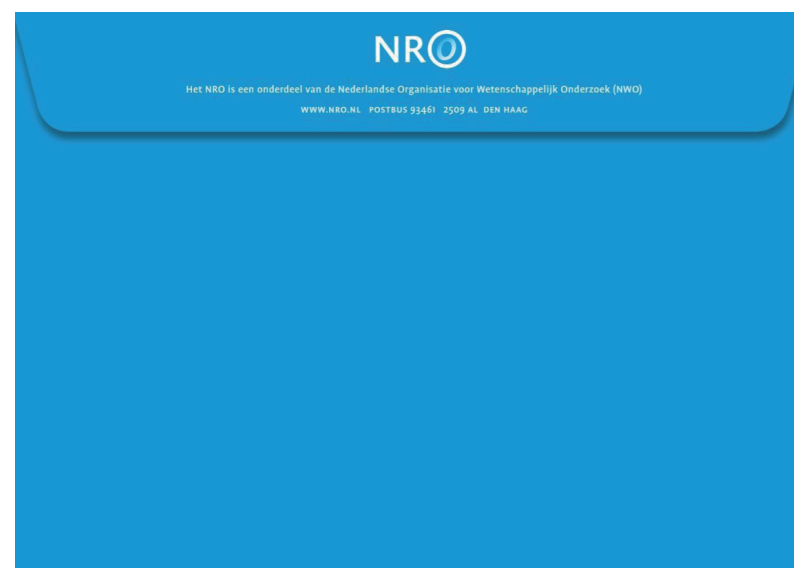 NRO
Het NRO is een onderdeel van de Nederlandse Organisatie voor Wetenschappelijk Onderzoek (NWO)
WWW.NRO.NL POSTBUS 93461 2509 AL DEN HAAG